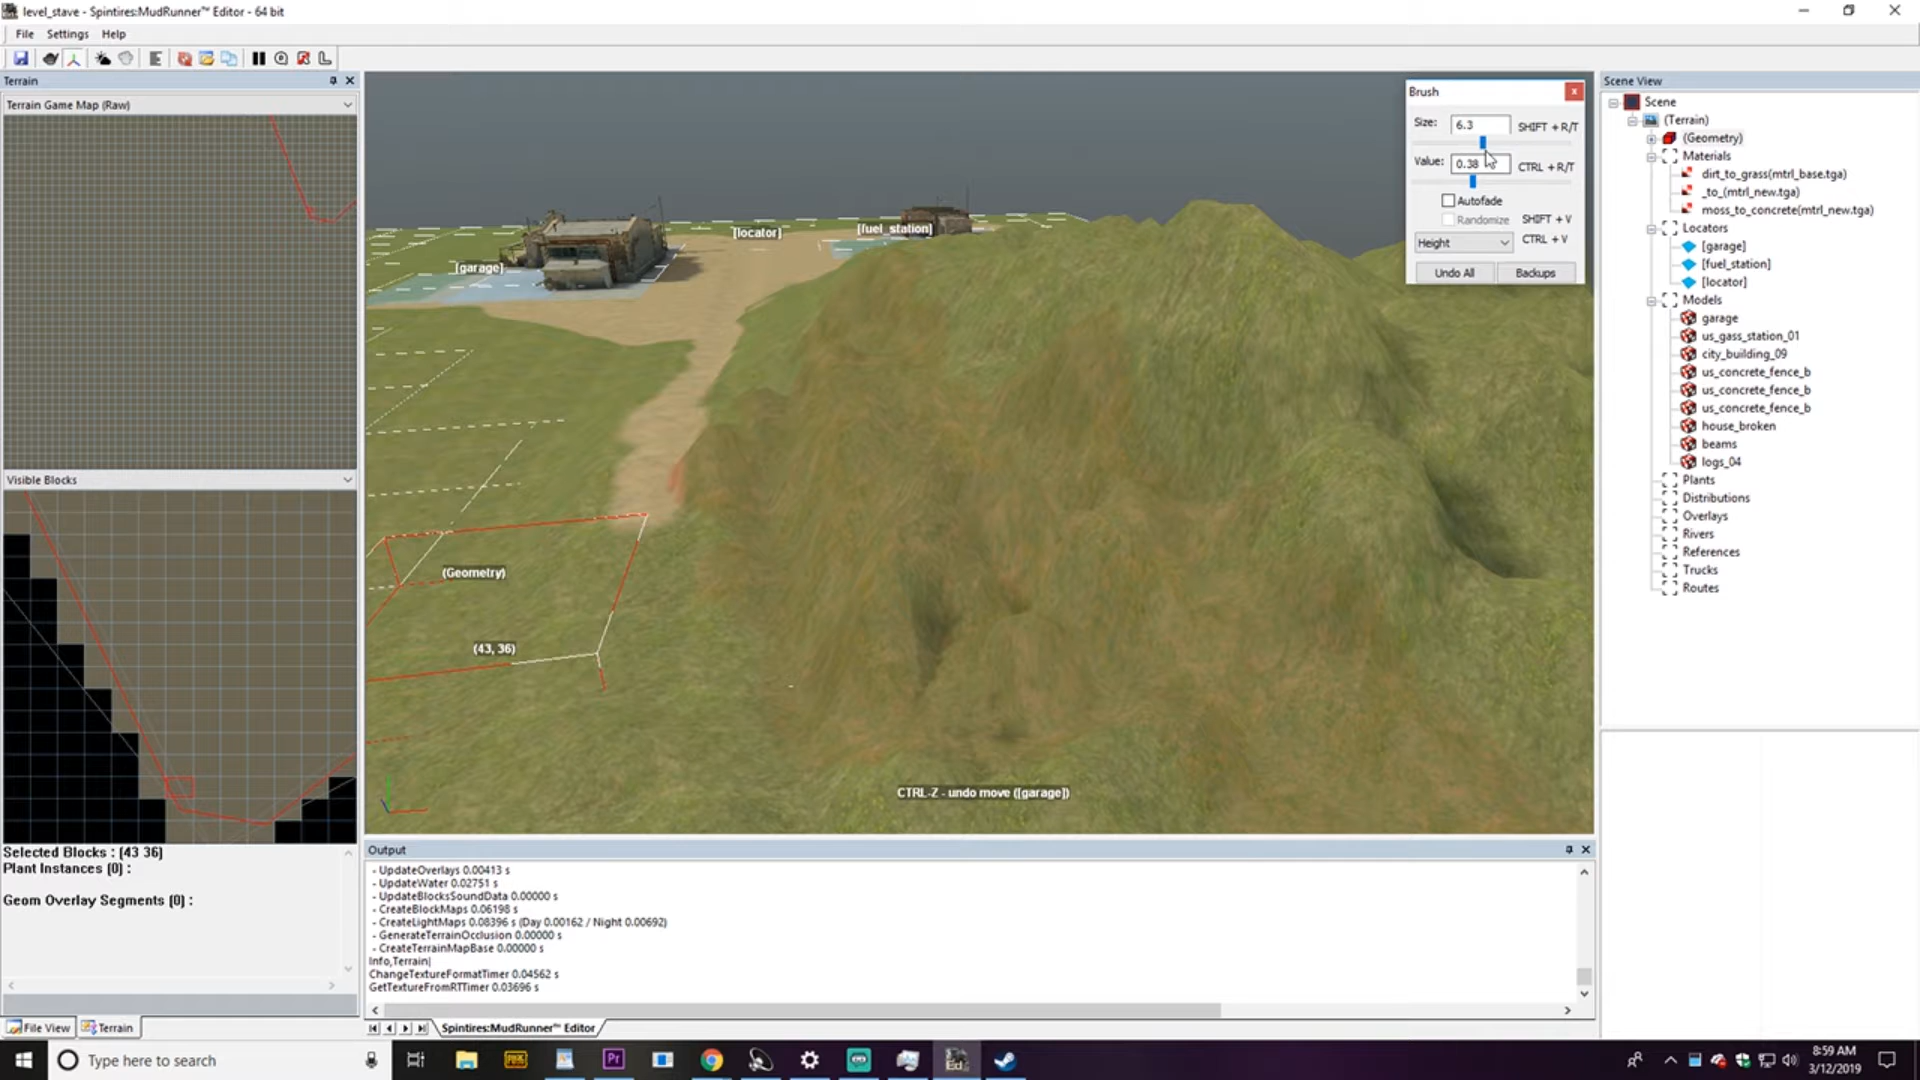 level_stave - Spintires:MudRunner™ Editor - 64 bit
File Settings Help
Terrain
Terrain Game Map (Raw)
Visible Blocks
Selected Blocks : (43 36)
Plant Instances (0) :
Geom Overlay Segments (0) :
File View
Terrain
[garage]
[locator]
[fuel_station]
(Geometry)
(43, 36)
CTRL-Z - undo move ([garage])
Brush
Size: 6.3 SHIFT + R/T
Value: 0.38 CTRL + R/T
Autofade
Randomize SHIFT + V
Height CTRL + V
Undo All Backups
Output
- UpdateOverlays 0.00413 s
- UpdateWater 0.02751 s
- UpdateBlocksSoundData 0.00000 s
- CreateBlockMaps 0.06198 s
- CreateLightMaps 0.08396 s (Day 0.00162 / Night 0.00692)
- GenerateTerrainOcclusion 0.00000 s
- CreateTerrainMapBase 0.00000 s
Info,Terrain|
ChangeTextureFormatTimer 0.04562 s
GetTextureFromRTTimer 0.03696 s
Spintires:MudRunner™ Editor
Scene View
Scene
(Terrain)
(Geometry)
Materials
dirt_to_grass(mtrl_base.tga)
_to_(mtrl_new.tga)
moss_to_concrete(mtrl_new.tga)
Locators
[garage]
[fuel_station]
[locator]
Models
garage
us_gass_station_01
city_building_09
us_concrete_fence_b
us_concrete_fence_b
us_concrete_fence_b
house_broken
beams
logs_04
Plants
Distributions
Overlays
Rivers
References
Trucks
Routes
Type here to search
Pr
Ed
8:59 AM
3/12/2019